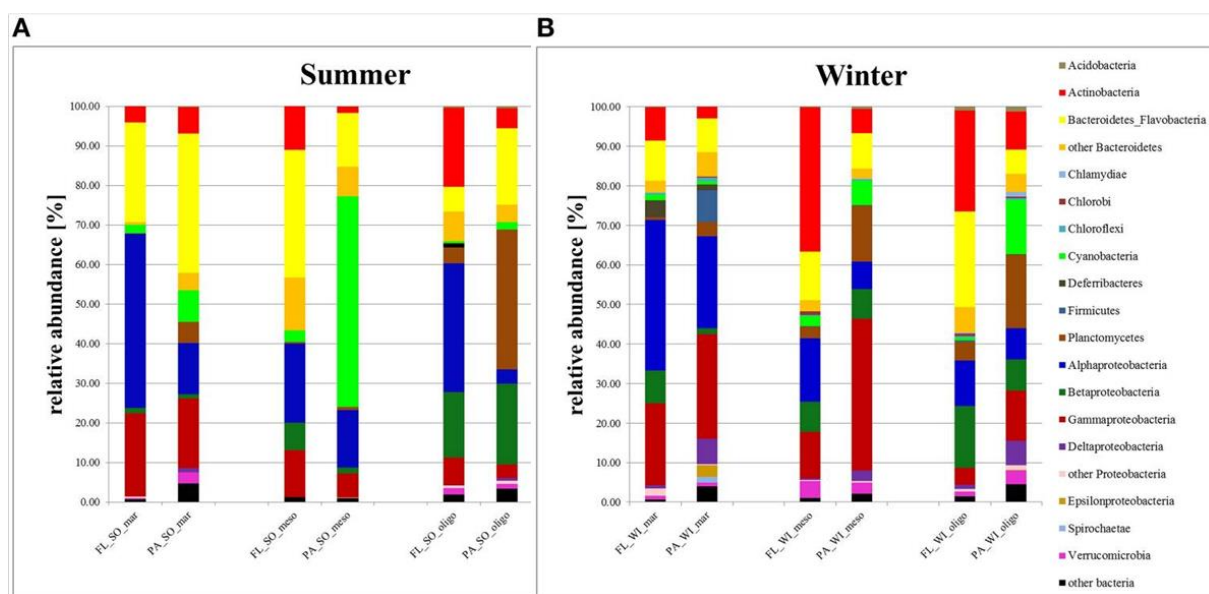 A
Summer
relative abundance [%]
100.00
90.00
80.00
70.00
60.00
50.00
40.00
30.00
20.00
10.00
0.00
FL_SO_mar
PA_SO_mar
FL_SO_meso
PA_SO_meso
FL_SO_oligo
PA_SO_oligo
B
Winter
relative abundance [%]
100.00
90.00
80.00
70.00
60.00
50.00
40.00
30.00
20.00
10.00
0.00
FL_WI_mar
PA_WI_mar
FL_WI_meso
PA_WI_meso
FL_WI_oligo
PA_WI_oligo
Acidobacteria
Actinobacteria
Bacteroidetes_Flavobacteria
other Bacteroidetes
Chlamydiae
Chlorobi
Chloroflexi
Cyanobacteria
Deferribacteres
Firmicutes
Planctomycetes
Alphaproteobacteria
Betaproteobacteria
Gammaproteobacteria
Deltaproteobacteria
other Proteobacteria
Epsilonproteobacteria
Spirochaetae
Verrucomicrobia
other bacteria